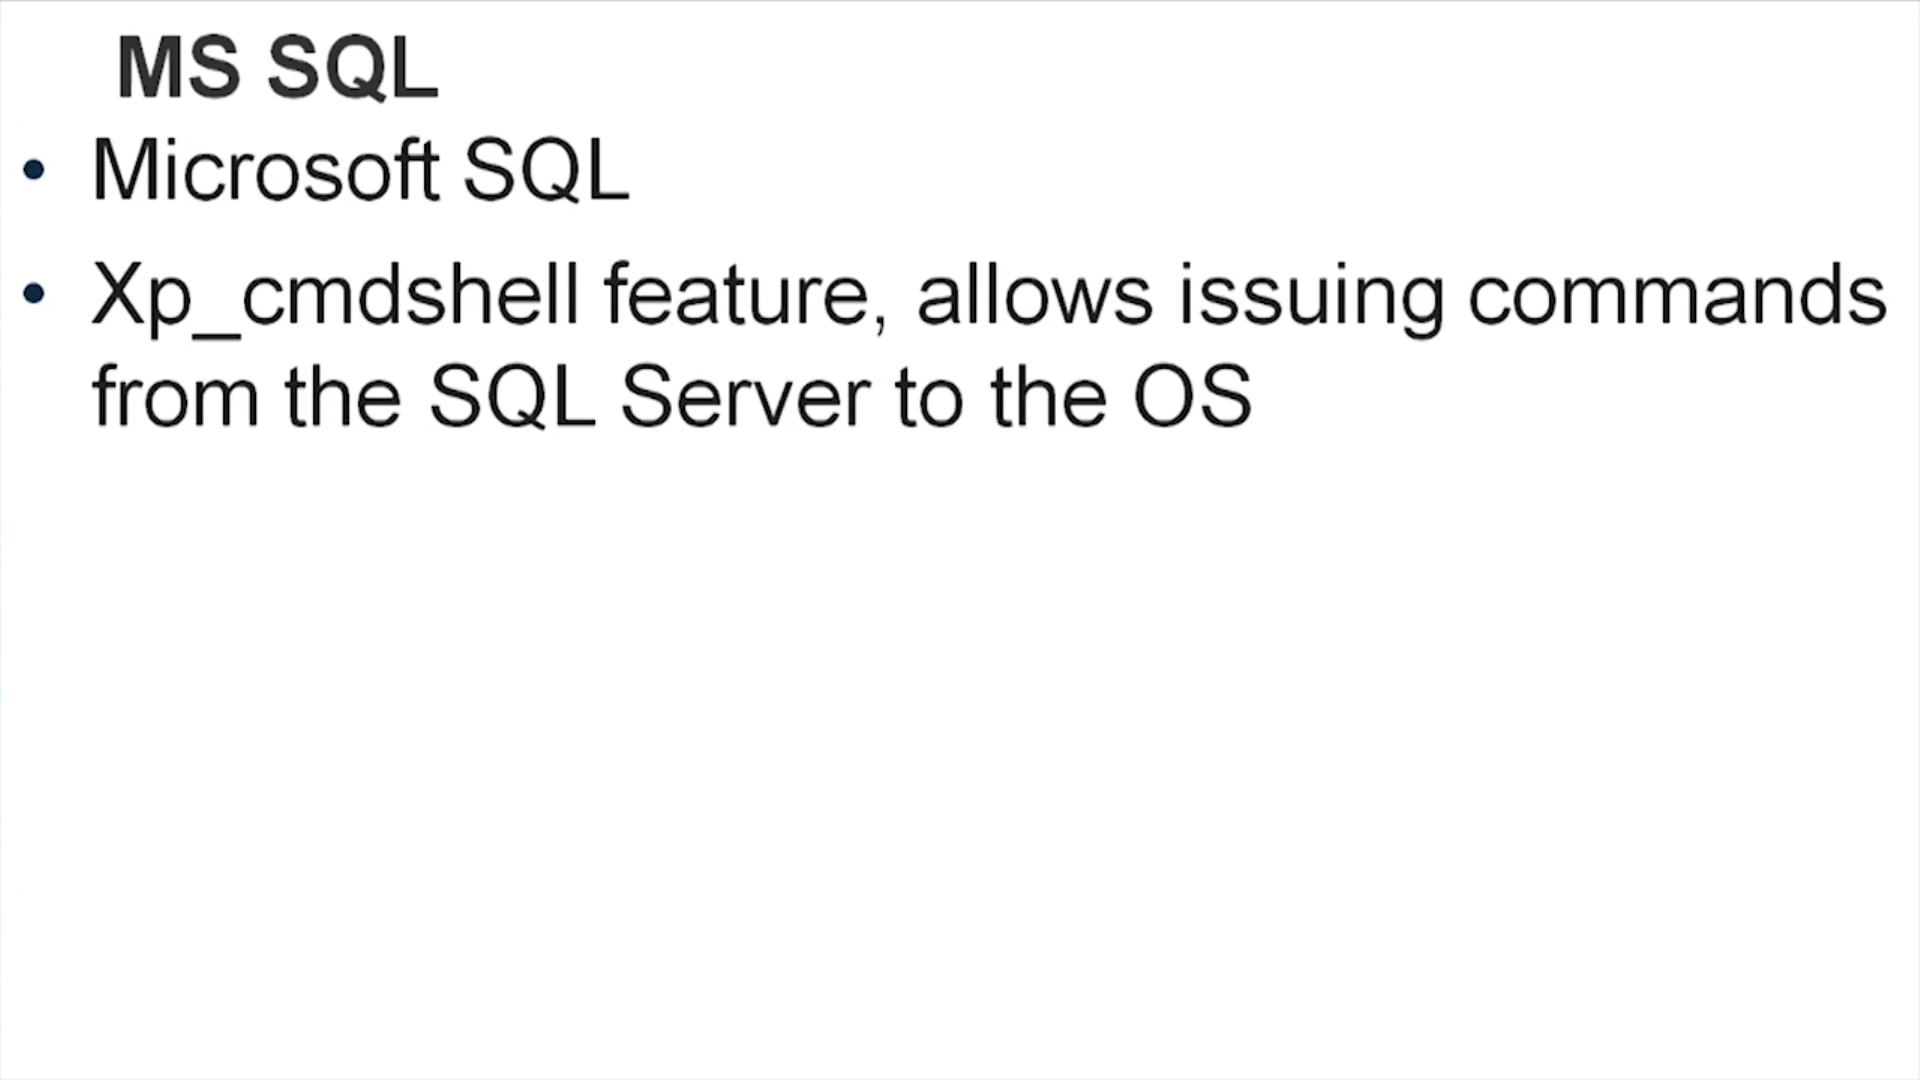 MS SQL
• Microsoft SQL
• Xp_cmdshell feature, allows issuing commands
from the SQL Server to the OS